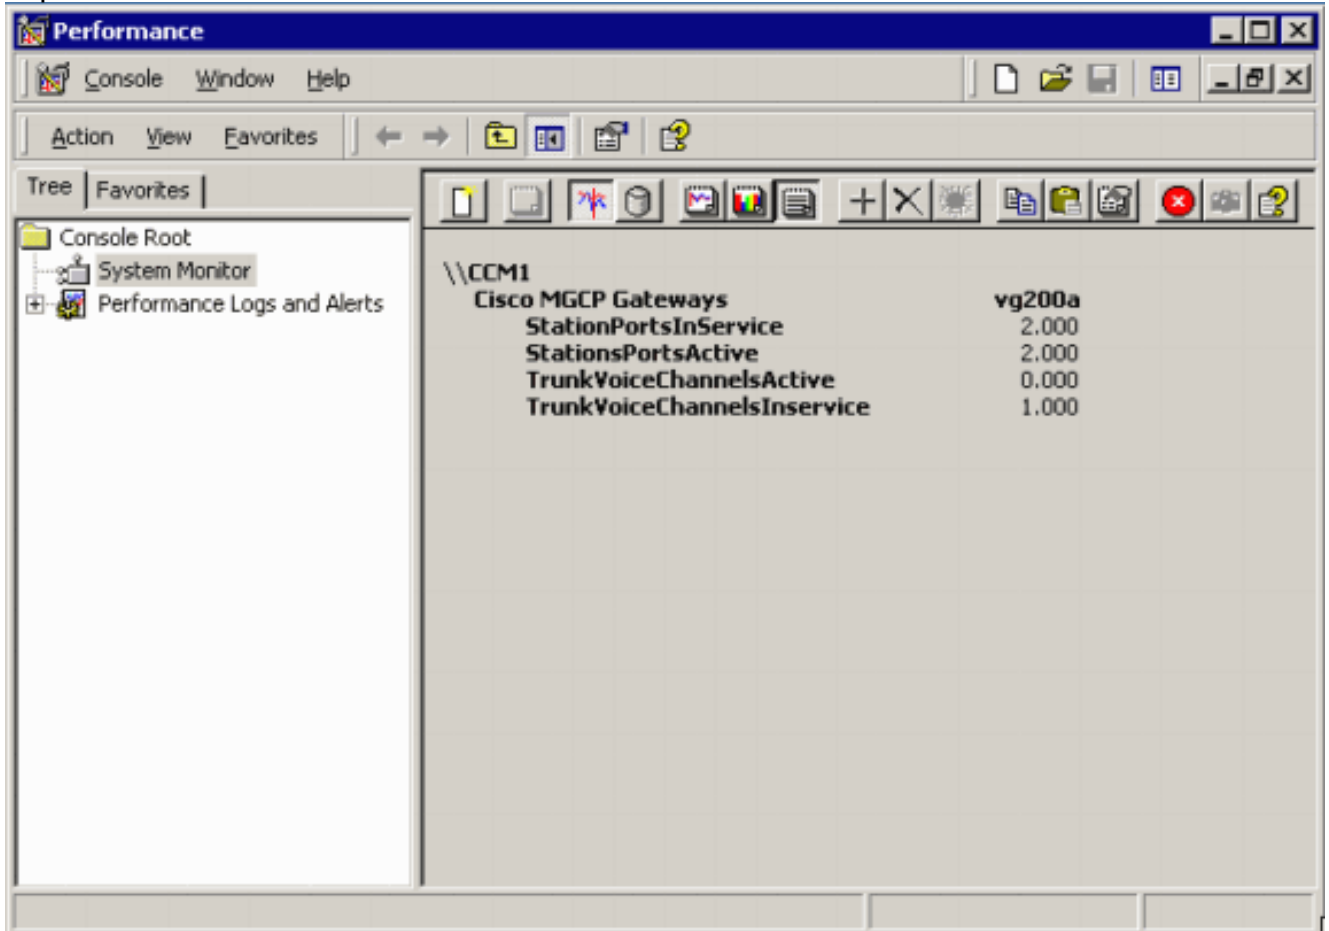 Performance
Console Window Help
Action View Favorites
Tree Favorites
Console Root
System Monitor
Performance Logs and Alerts
\\CCM1
Cisco MGCP Gateways vg200a
StationPortsInService 2.000
StationsPortsActive 2.000
TrunkVoiceChannelsActive 0.000
TrunkVoiceChannelsInservice 1.000